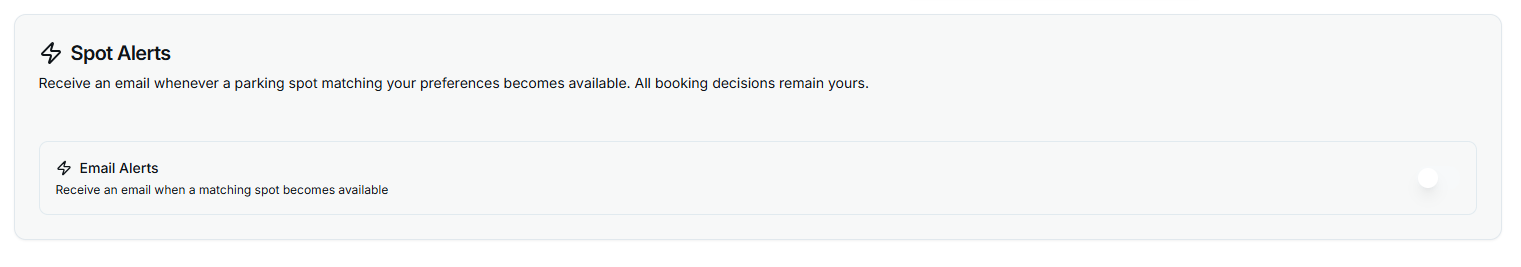 Spot Alerts
Receive an email whenever a parking spot matching your preferences becomes available. All booking decisions remain yours.
Email Alerts
Receive an email when a matching spot becomes available